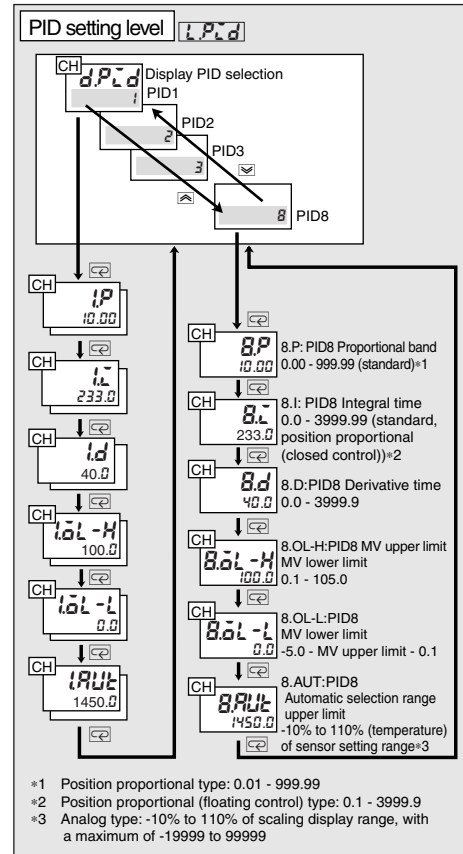 PID setting level L.PId
CH
d.PId Display PID selection
1 PID1
2 PID2
3 PID3
8 PID8
CH
1.P
10.00
CH
1.I
233.0
CH
1.d
40.0
CH
1.oL-H
100.0
CH
1.oL-L
0.0
CH
1.AUt
1450.0
CH
8.P
10.00
8.P: PID8 Proportional band
0.00 - 999.99 (standard)*1
CH
8.I
233.0
8.I: PID8 Integral time
0.0 - 3999.99 (standard,
position proportional
(closed control))*2
CH
8.d
40.0
8.D:PID8 Derivative time
0.0 - 3999.9
CH
8.oL-H
100.0
8.OL-H:PID8 MV upper limit
MV lower limit
0.1 - 105.0
CH
8.oL-L
0.0
8.OL-L:PID8
MV lower limit
-5.0 - MV upper limit - 0.1
CH
8.AUt
1450.0
8.AUT:PID8
Automatic selection range
upper limit
-10% to 110% (temperature)
of sensor setting range*3
*1 Position proportional type: 0.01 - 999.99
*2 Position proportional (floating control) type: 0.1 - 3999.9
*3 Analog type: -10% to 110% of scaling display range, with
a maximum of -19999 to 99999